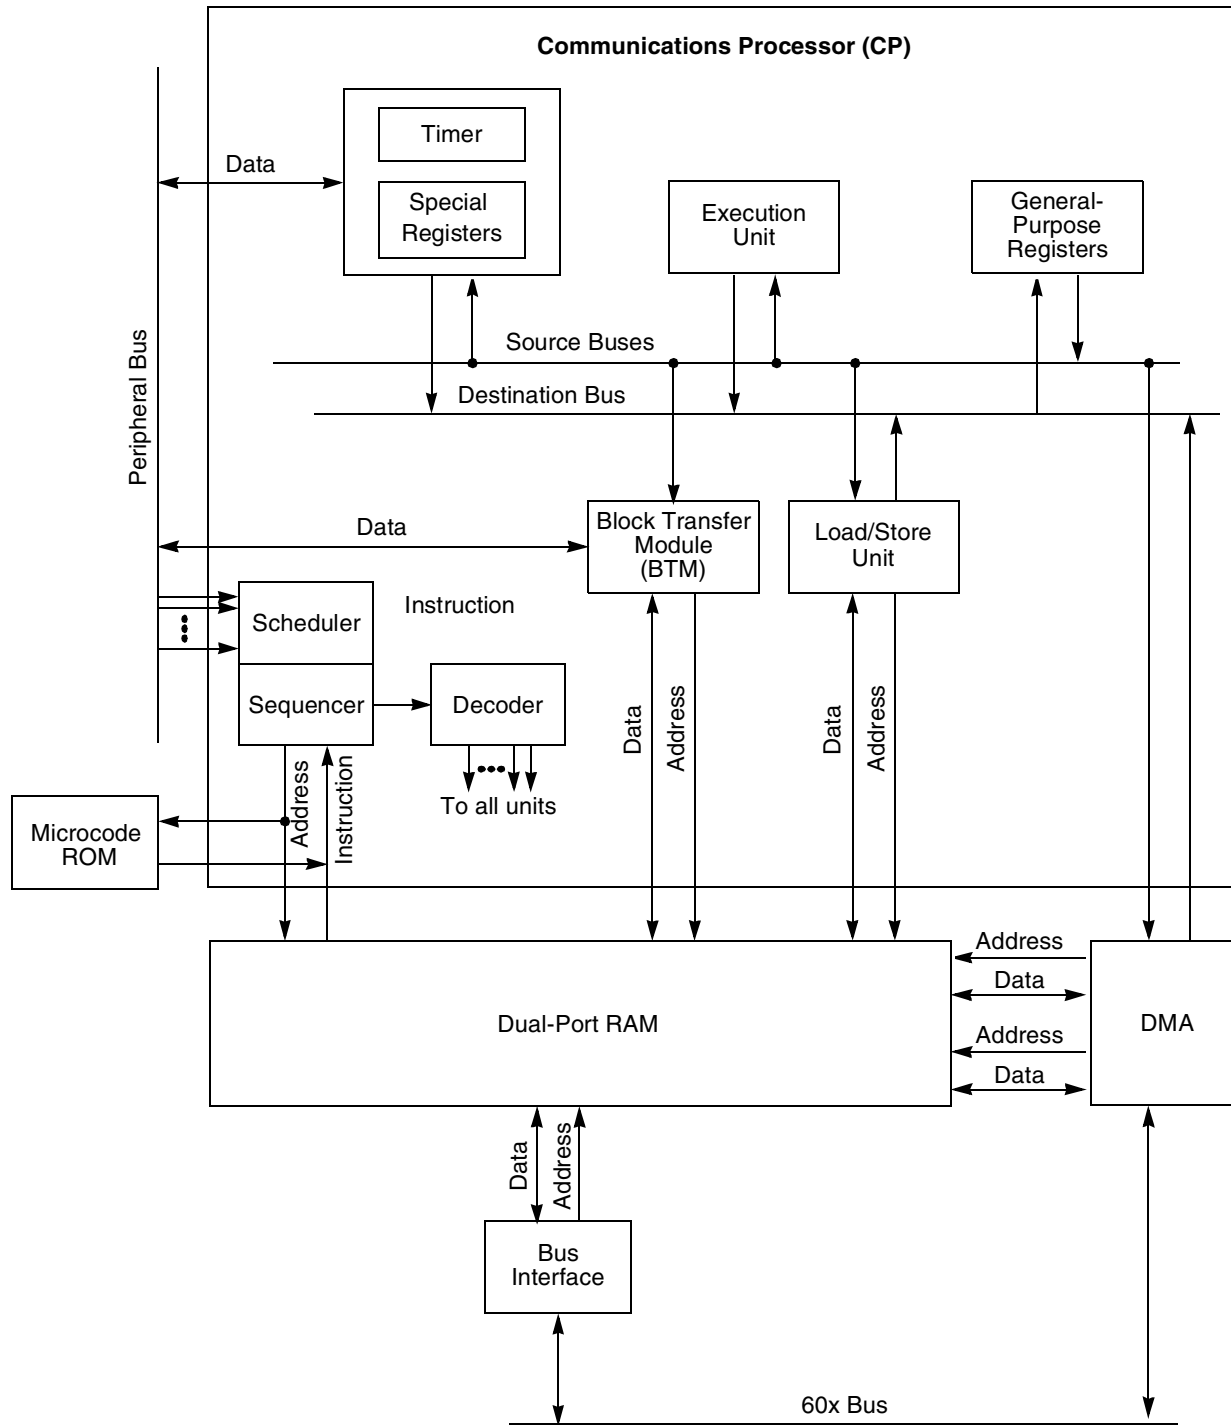 Communications Processor (CP)
Timer
Data
Special
Registers
Execution
Unit
General-
Purpose
Registers
Peripheral Bus
Source Buses
Destination Bus
Data
Block Transfer
Module
(BTM)
Load/Store
Unit
Instruction
Scheduler
Sequencer
Decoder
Data
Address
Data
Address
Address
Instruction
To all units
Microcode
ROM
Dual-Port RAM
Address
Data
Address
Data
DMA
Data
Address
Bus
Interface
60x Bus